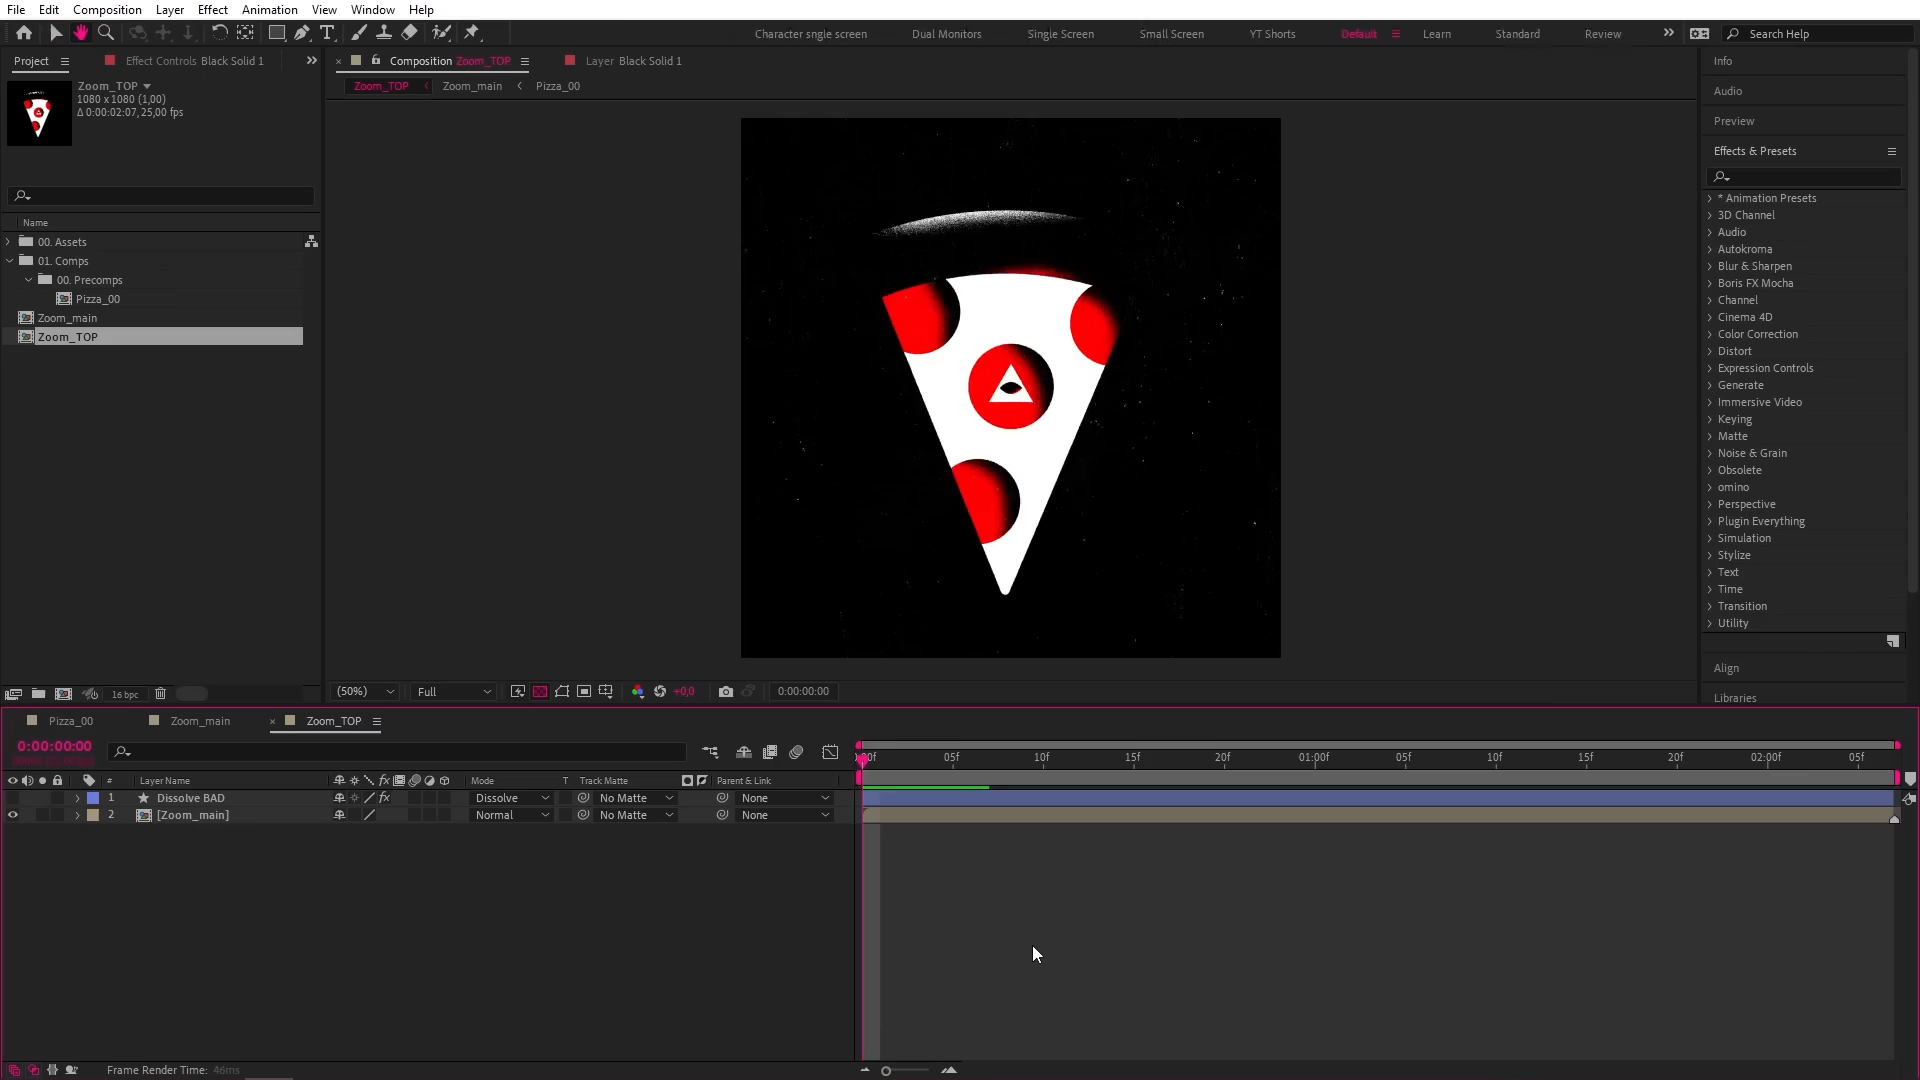 File Edit Composition Layer Effect Animation View Window Help
Character sngle screen Dual Monitors Single Screen Small Screen YT Shorts Default Learn Standard Review Search Help
Project Effect Controls Black Solid 1
Composition Zoom_TOP Layer Black Solid 1
Zoom_TOP Zoom_main Pizza_00
Zoom_TOP
1080 x 1080 (1,00)
Δ 0:00:02:07, 25,00 fps
Name
00. Assets
01. Comps
00. Precomps
Pizza_00
Zoom_main
Zoom_TOP
16 bpc
(50%) Full +0,0 0:00:00:00
Info
Audio
Preview
Effects & Presets
* Animation Presets
3D Channel
Audio
Autokroma
Blur & Sharpen
Boris FX Mocha
Channel
Cinema 4D
Color Correction
Distort
Expression Controls
Generate
Immersive Video
Keying
Matte
Noise & Grain
Obsolete
omino
Perspective
Plugin Everything
Simulation
Stylize
Text
Time
Transition
Utility
Align
Libraries
Pizza_00 Zoom_main Zoom_TOP
0:00:00:00
05f 10f 15f 20f 01:00f 05f 10f 15f 20f 02:00f 05f
# Layer Name Mode T Track Matte Parent & Link
1 Dissolve BAD Dissolve No Matte None
2 [Zoom_main] Normal No Matte None
Frame Render Time: 46ms